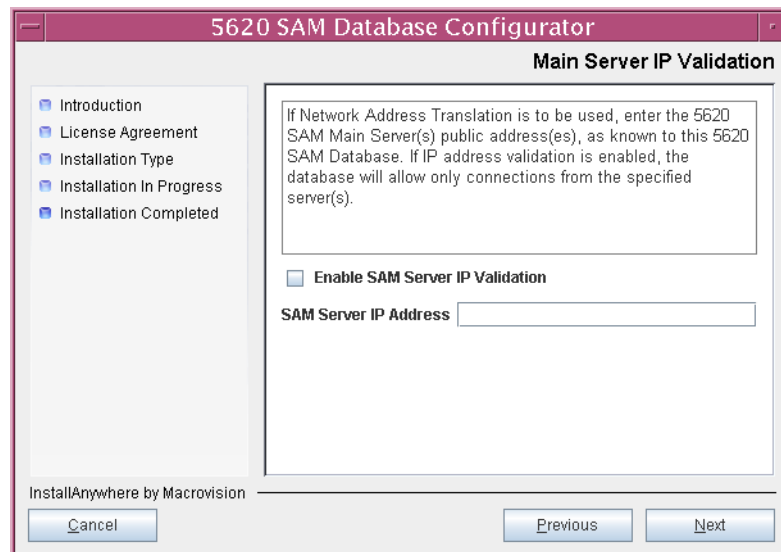 5620 SAM Database Configurator
Main Server IP Validation
Introduction
License Agreement
Installation Type
Installation In Progress
Installation Completed
If Network Address Translation is to be used, enter the 5620
SAM Main Server(s) public address(es), as known to this 5620
SAM Database. If IP address validation is enabled, the
database will allow only connections from the specified
server(s).
Enable SAM Server IP Validation
SAM Server IP Address
InstallAnywhere by Macrovision
Cancel
Previous
Next